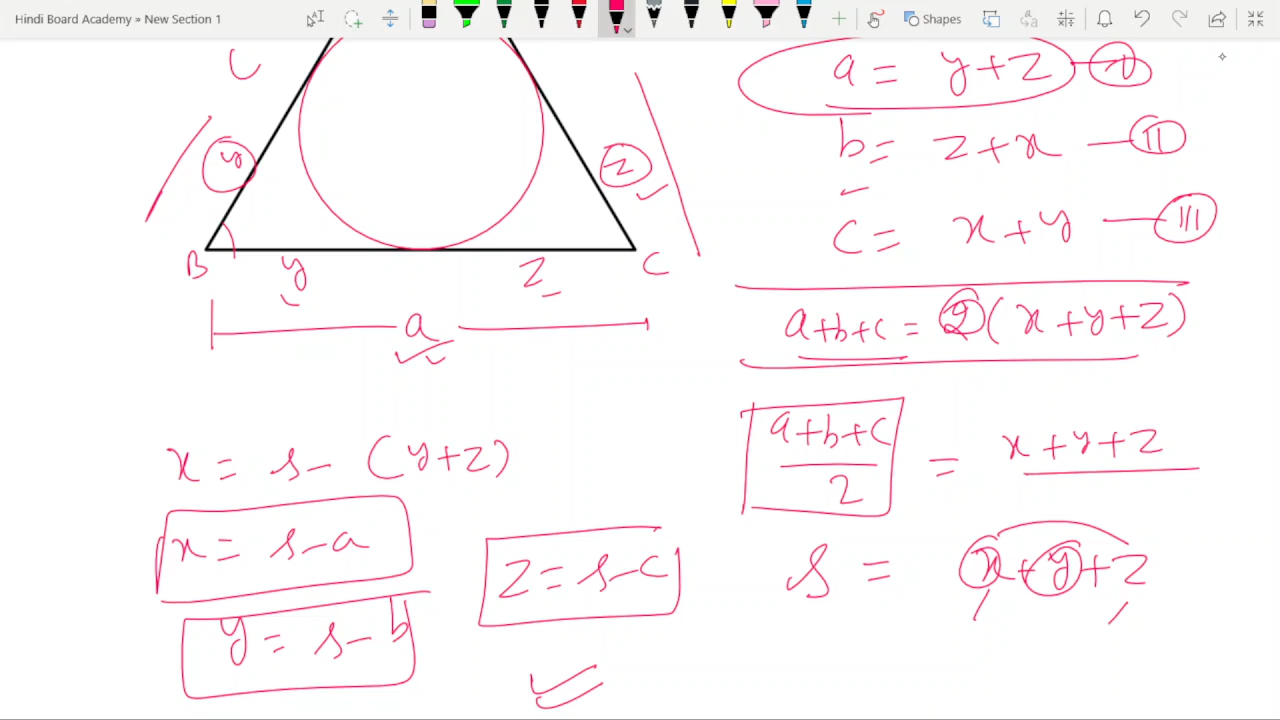 Hindi Board Academy » New Section 1
Shapes
a = y+z — I
b = z+x — II
c = x+y — III
a+b+c = 2(x+y+z)
a+b+c
2
= x+y+z
s = x+y+z
C
y
z
B
y
z
C
a
x = s-(y+z)
x = s-a
y = s-b
z = s-c